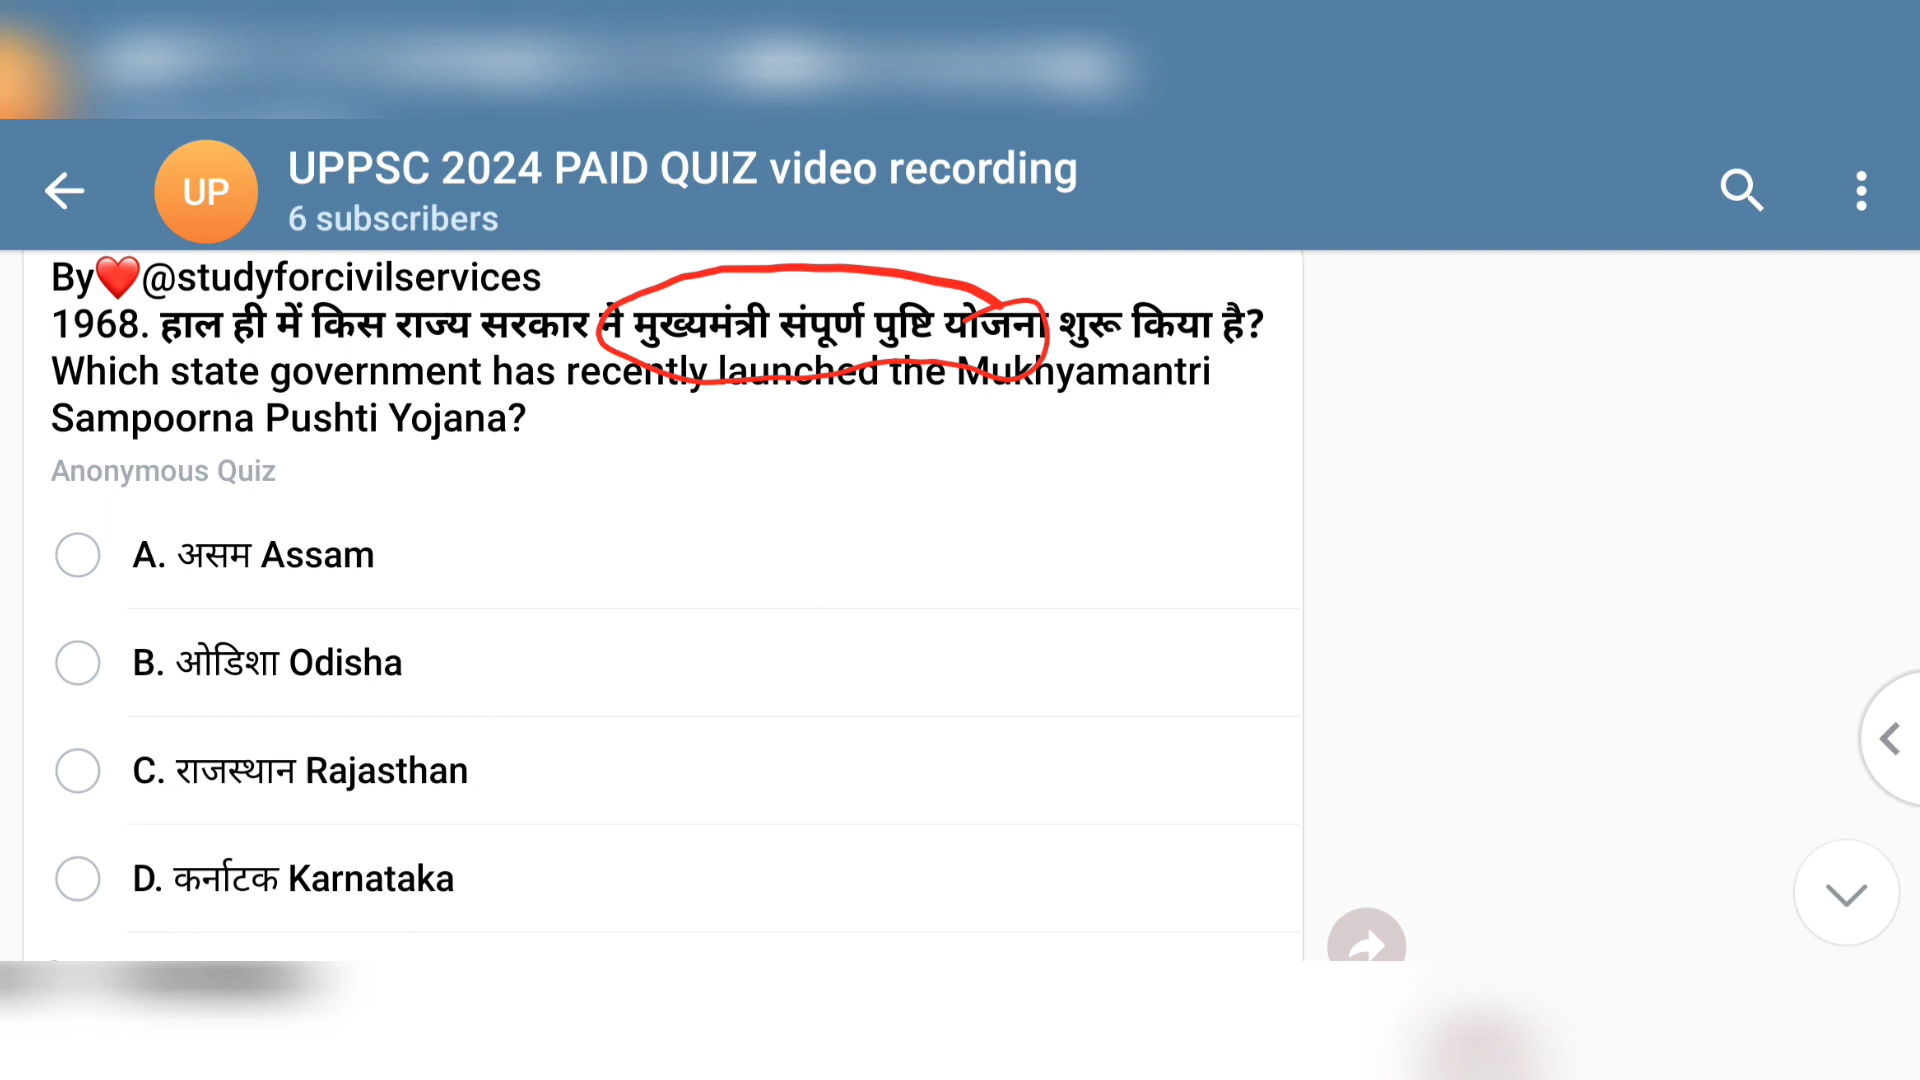 UP
UPPSC 2024 PAID QUIZ video recording
6 subscribers
By❤️@studyforcivilservices
1968. हाल ही में किस राज्य सरकार ने मुख्यमंत्री संपूर्ण पुष्टि योजना शुरू किया है?
Which state government has recently launched the Mukhyamantri
Sampoorna Pushti Yojana?
Anonymous Quiz
A. असम Assam
B. ओडिशा Odisha
C. राजस्थान Rajasthan
D. कर्नाटक Karnataka